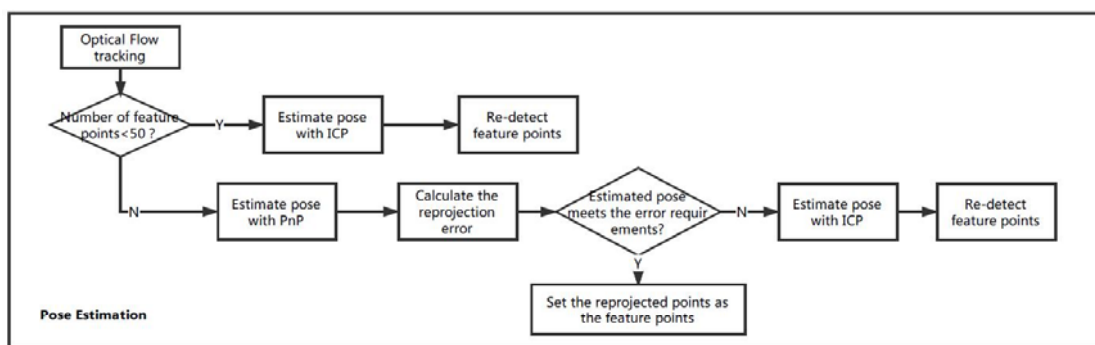 Optical Flow
tracking
Number of feature
points<50 ?
Y
Estimate pose
with ICP
Re-detect
feature points
N
Estimate pose
with PnP
Calculate the
reprojection
error
Estimated pose
meets the error requir
ements?
N
Estimate pose
with ICP
Re-detect
feature points
Y
Set the reprojected points as
the feature points
Pose Estimation